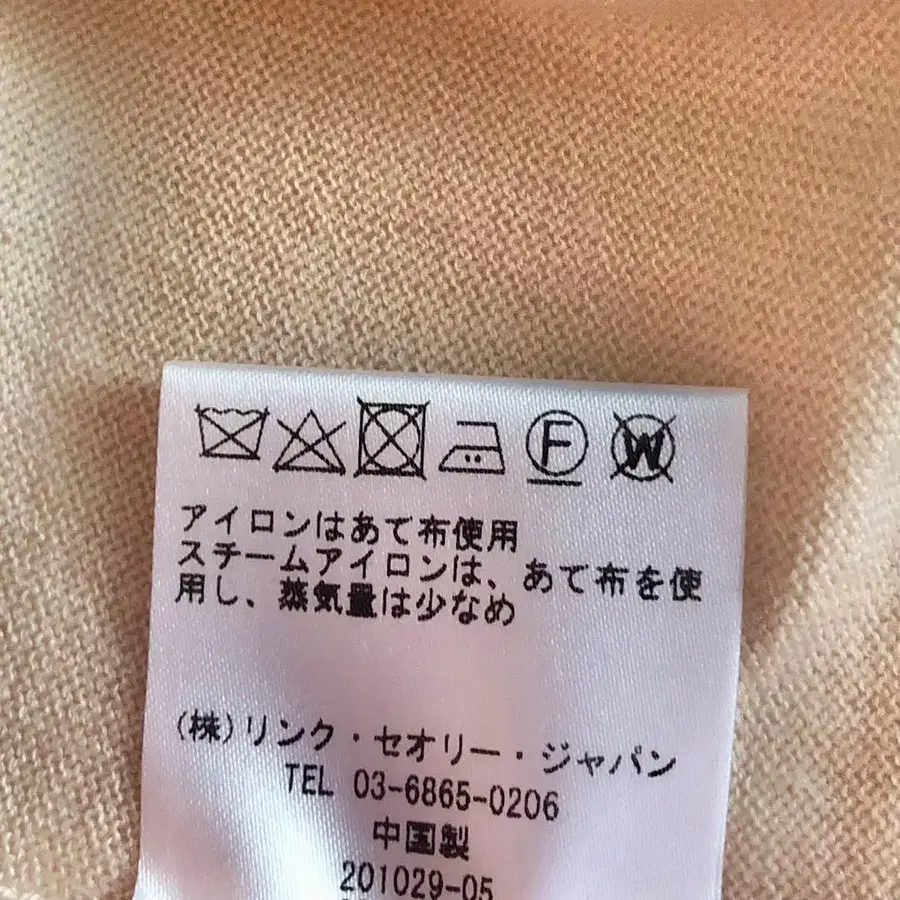 F W
アイロンはあて布使用
スチームアイロンは、あて布を使
用し、蒸気量は少なめ
(株)リンク・セオリー・ジャパン
TEL 03-6865-0206
中国製
201029-05